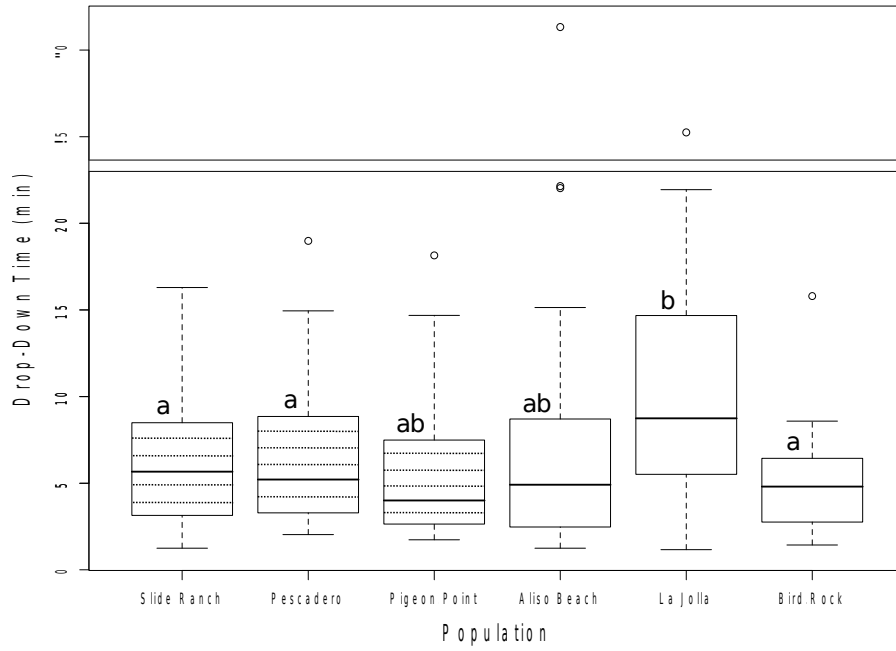 Drop-Down Time (min)
20
15
10
5
0
a
a
ab
ab
b
a
Slide Ranch
Pescadero
Pigeon Point
Aliso Beach
La Jolla
Bird.Rock
Population